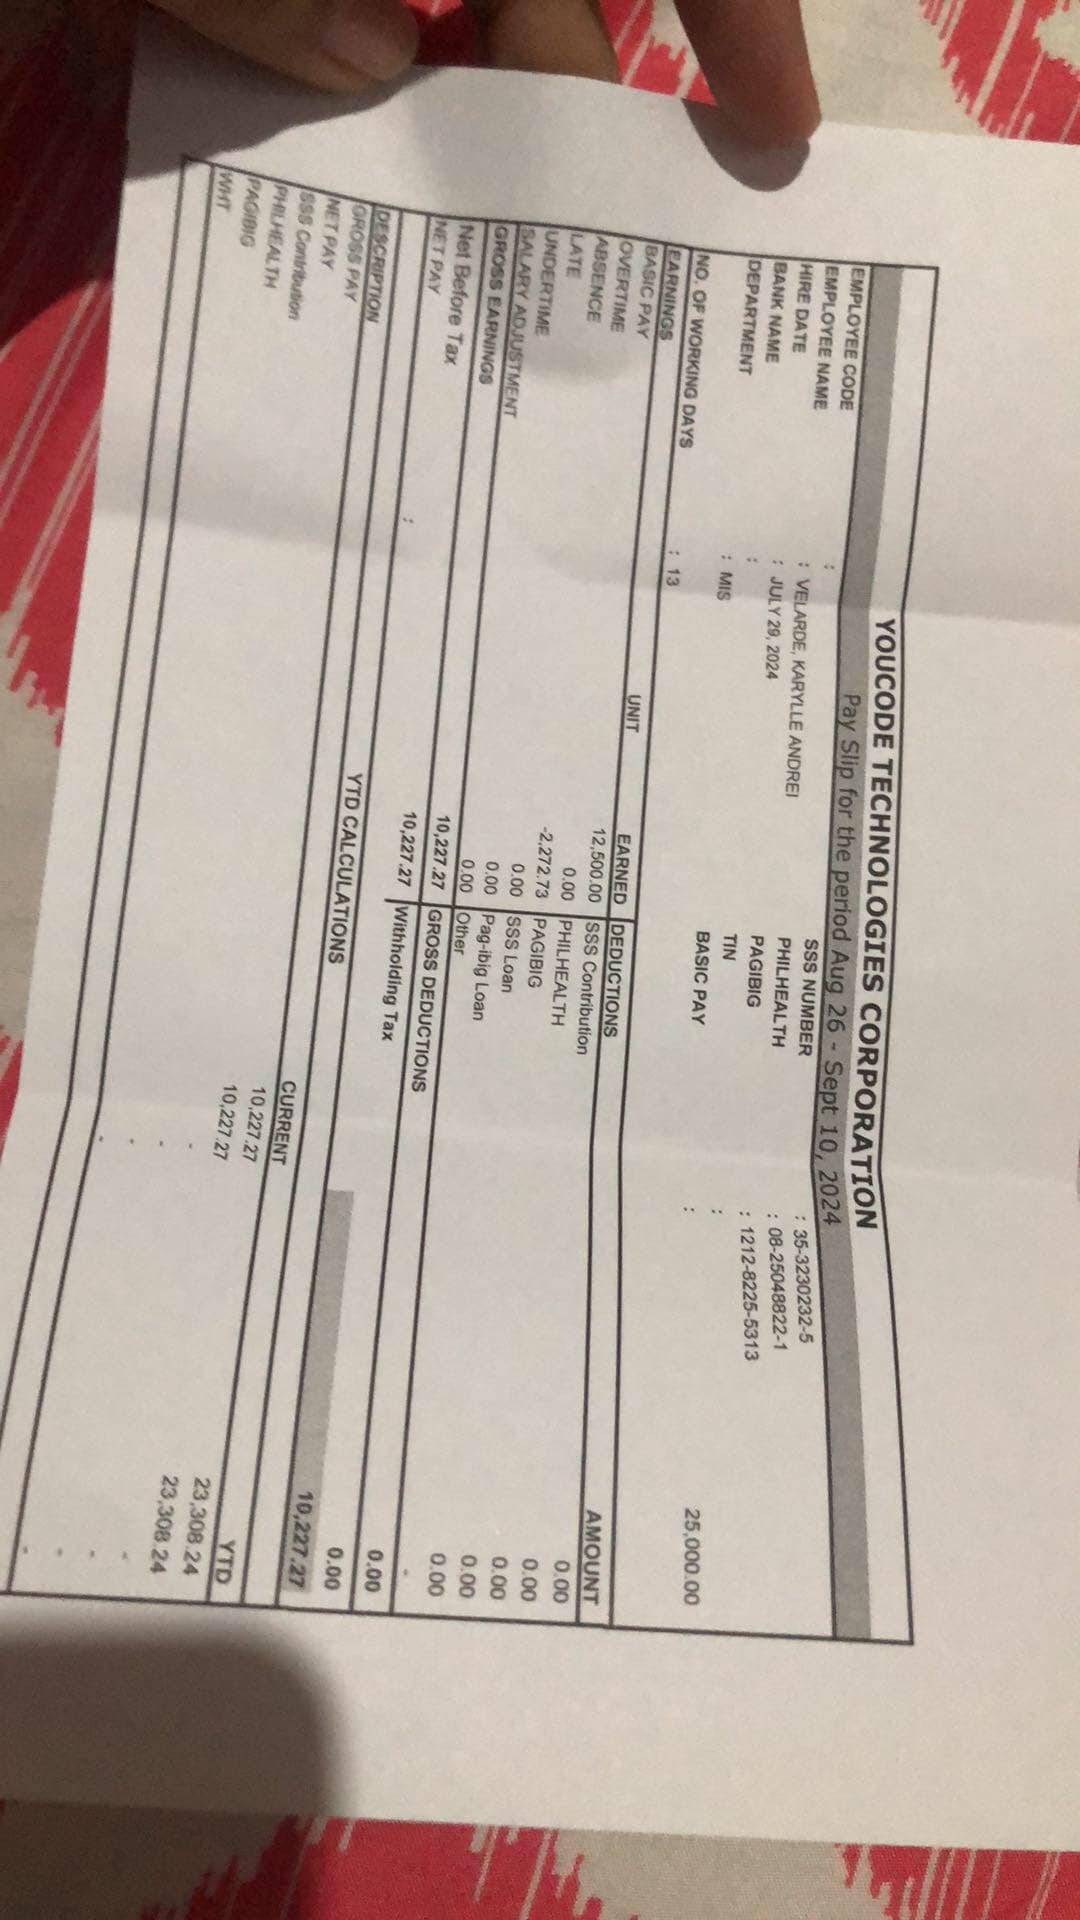 YOUCODE TECHNOLOGIES CORPORATION
Pay Slip for the period Aug 26 - Sept 10, 2024
EMPLOYEE CODE : SSS NUMBER : 35-3230232-5
EMPLOYEE NAME : VELARDE, KARYLLE ANDREI PHILHEALTH : 08-25048822-1
HIRE DATE : JULY 29, 2024 PAGIBIG : 1212-8225-5313
BANK NAME : TIN :
DEPARTMENT : MIS BASIC PAY : 25,000.00
NO. OF WORKING DAYS : 13
EARNINGS UNIT EARNED DEDUCTIONS AMOUNT
BASIC PAY 12,500.00 SSS Contribution 0.00
OVERTIME 0.00 PHILHEALTH 0.00
ABSENCE -2,272.73 PAGIBIG 0.00
LATE 0.00 SSS Loan 0.00
UNDERTIME 0.00 Pag-ibig Loan 0.00
SALARY ADJUSTMENT 0.00 Other -
GROSS EARNINGS 10,227.27 GROSS DEDUCTIONS 0.00
Net Before Tax 10,227.27 Withholding Tax 0.00
NET PAY : 10,227.27
YTD CALCULATIONS
DESCRIPTION CURRENT YTD
GROSS PAY 10,227.27 23,308.24
NET PAY 10,227.27 23,308.24
SSS Contribution - -
PHILHEALTH - -
PAGIBIG - -
WHT - -